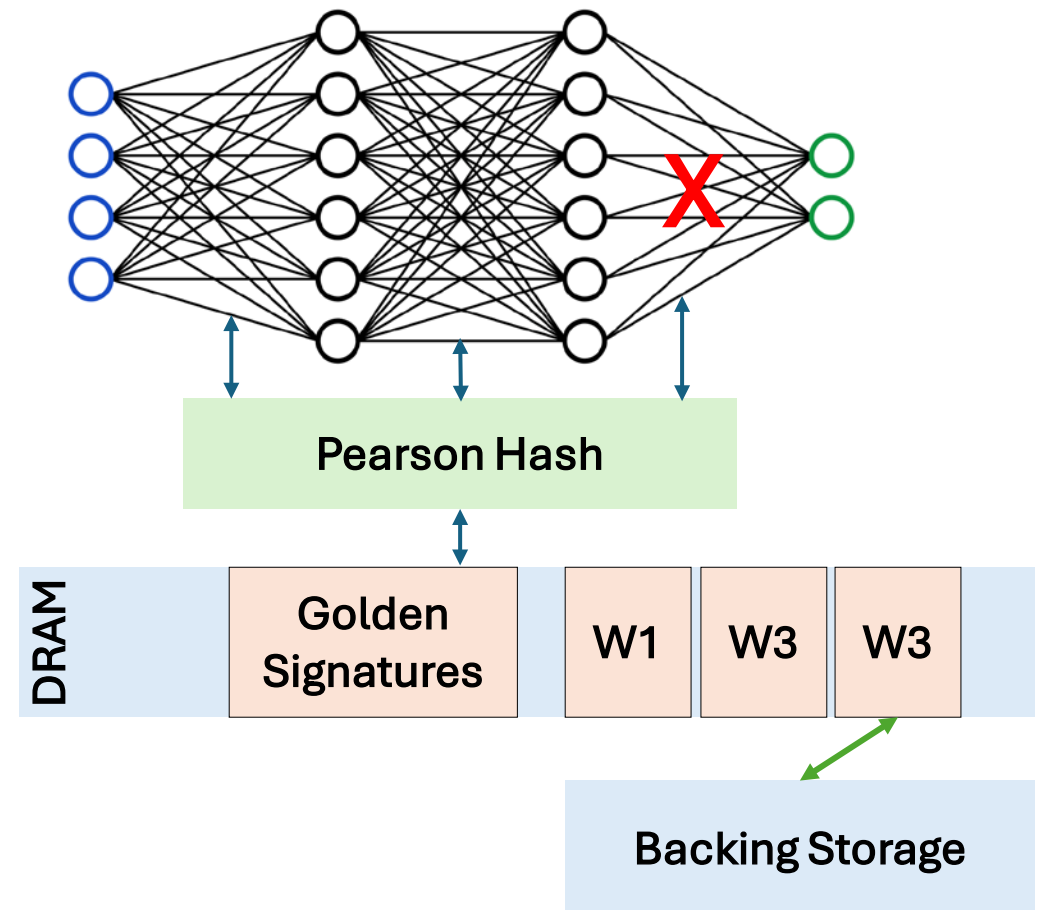 X
Pearson Hash
DRAM
Golden
Signatures
W1
W3
W3
Backing Storage